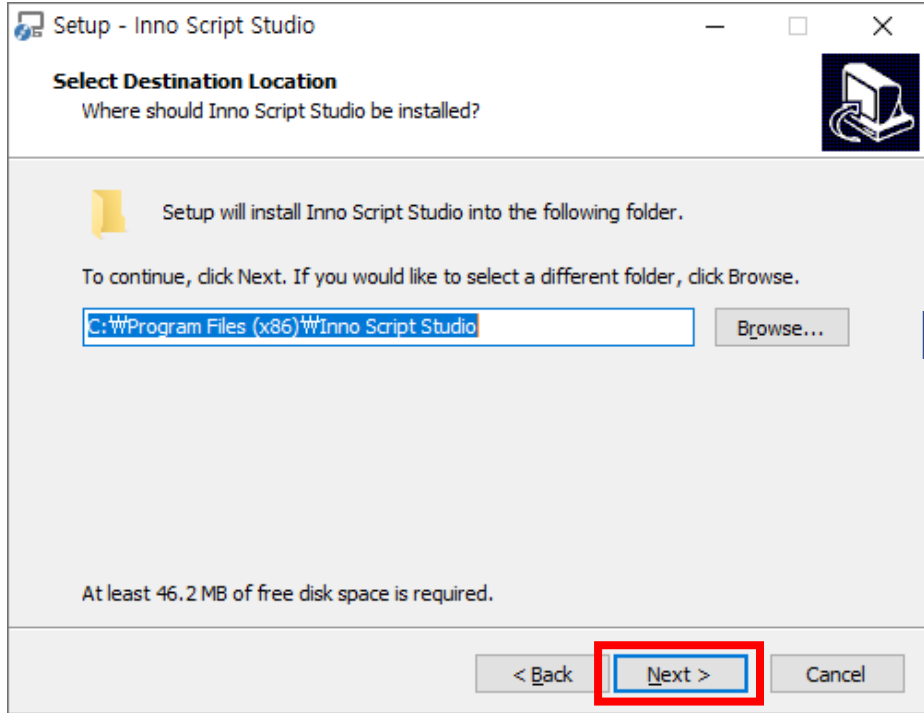 Setup - Inno Script Studio
Select Destination Location
Where should Inno Script Studio be installed?
Setup will install Inno Script Studio into the following folder.
To continue, click Next. If you would like to select a different folder, click Browse.
C:₩Program Files (x86)₩Inno Script Studio
Browse...
At least 46.2 MB of free disk space is required.
< Back
Next >
Cancel